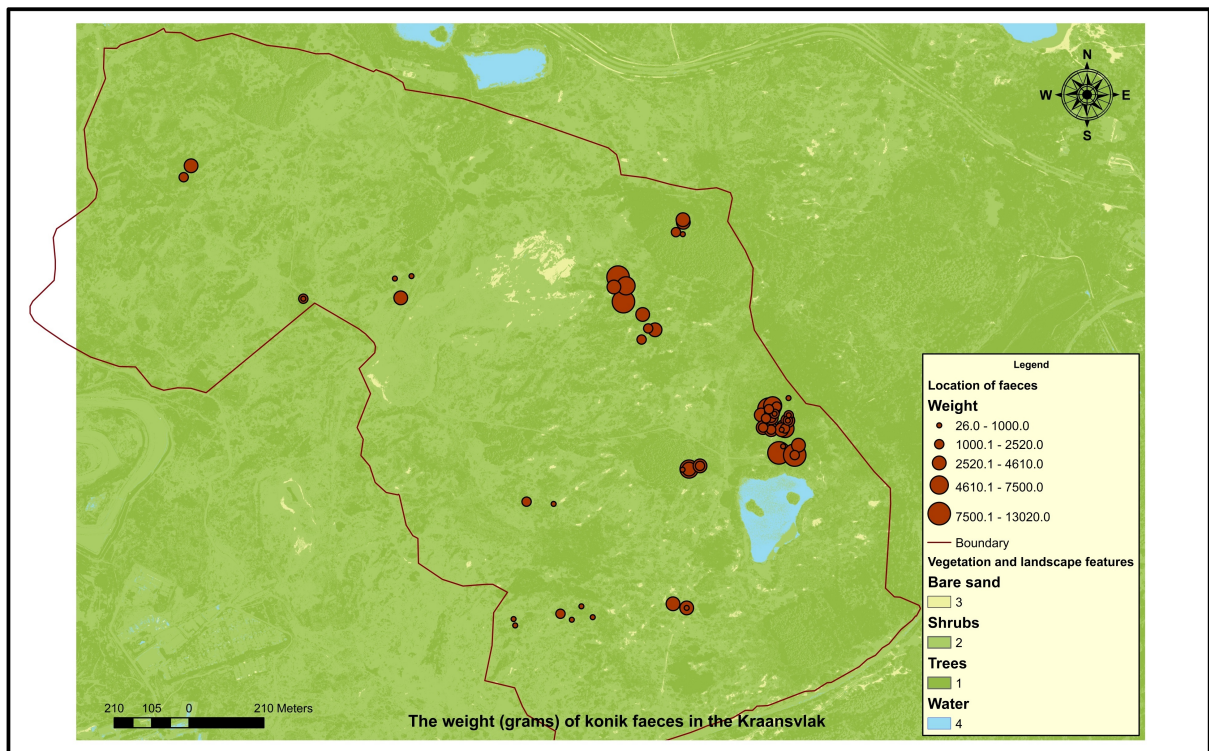 N
W E
S
Legend
Location of faeces
Weight
26.0 - 1000.0
1000.1 - 2520.0
2520.1 - 4610.0
4610.1 - 7500.0
7500.1 - 13020.0
Boundary
Vegetation and landscape features
Bare sand
3
Shrubs
2
Trees
1
Water
4
210 105 0 210 Meters
The weight (grams) of konik faeces in the Kraansvlak